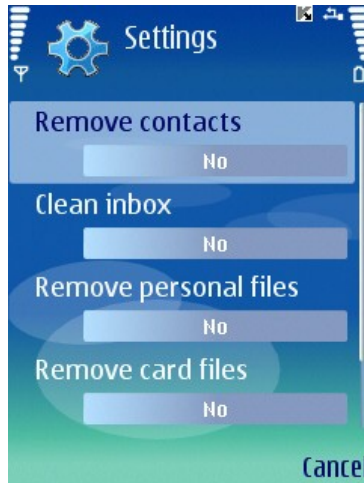 Settings
Remove contacts
No
Clean inbox
No
Remove personal files
No
Remove card files
No
Cancel